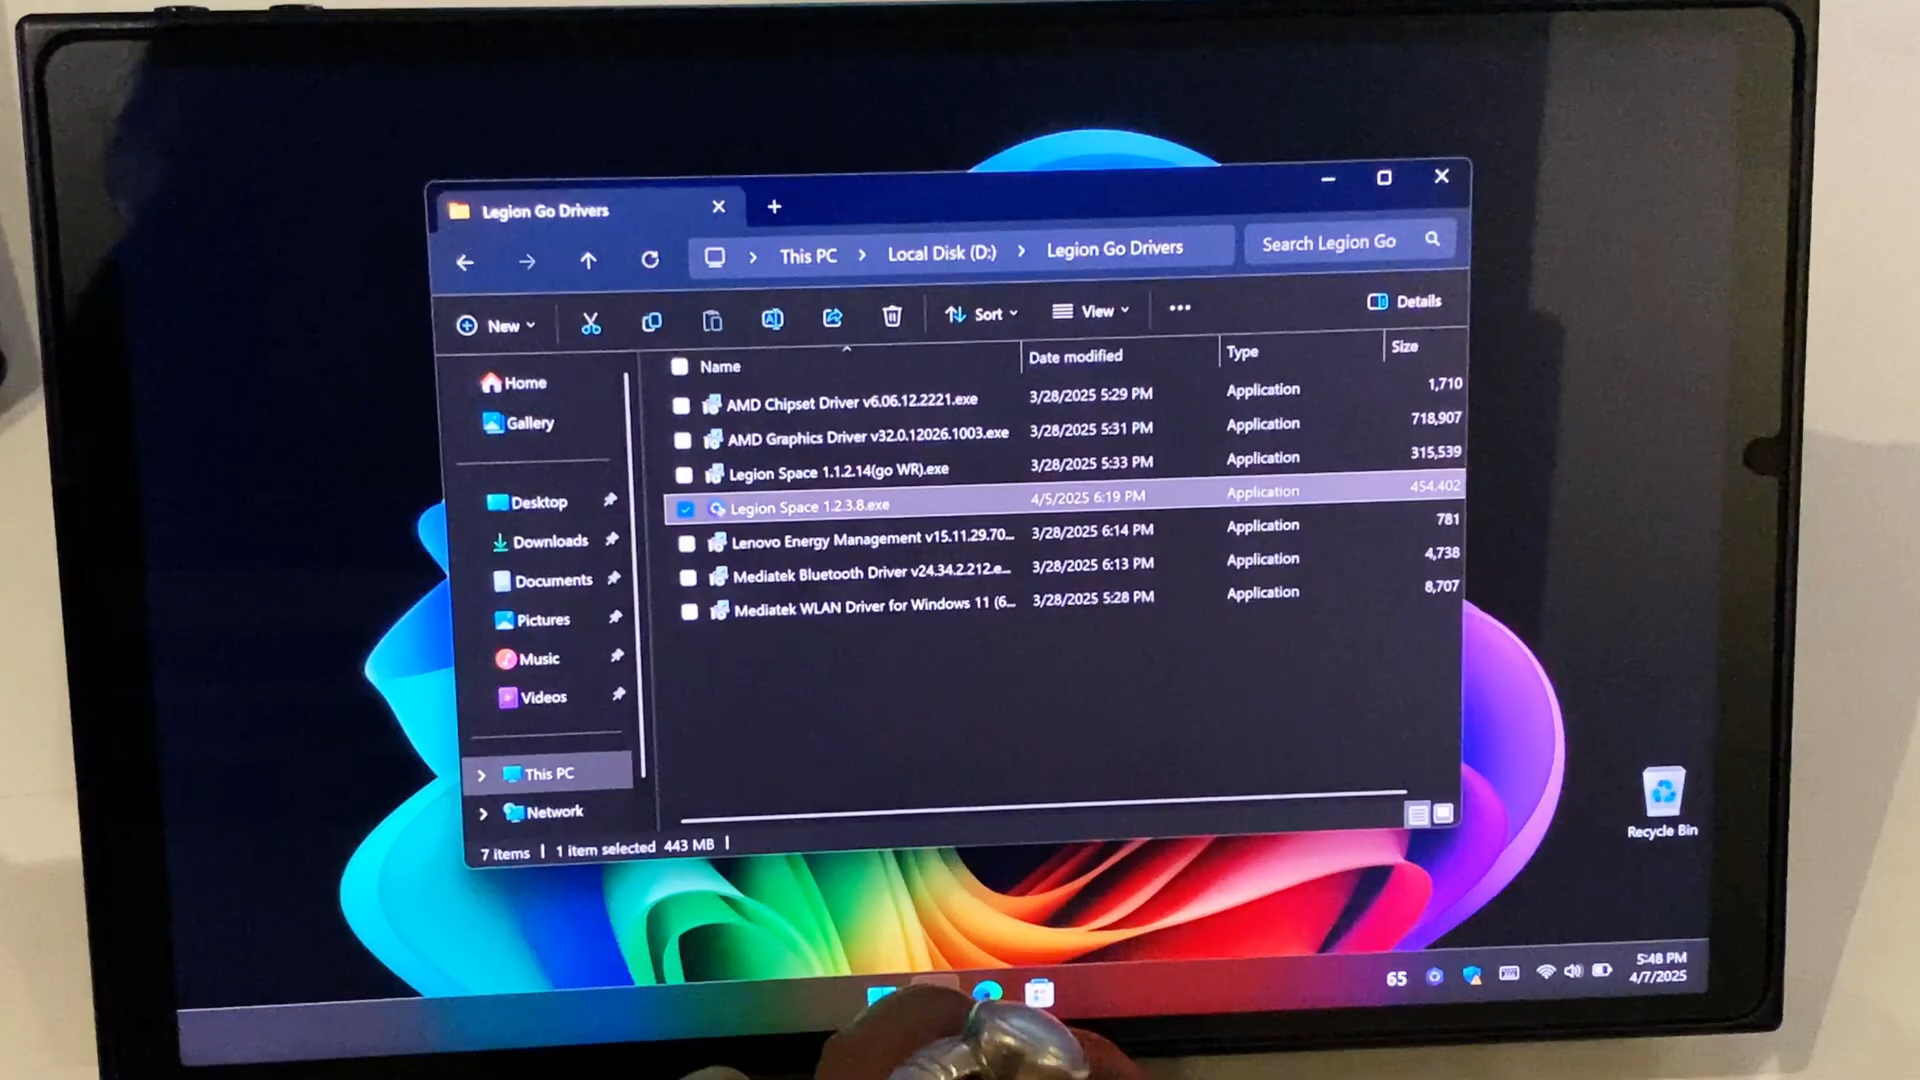 Legion Go Drivers
This PC > Local Disk (D:) > Legion Go Drivers
Search Legion Go
New
Sort
View
Details
Name
Date modified
Type
Size
AMD Chipset Driver v6.06.12.2221.exe 3/28/2025 5:29 PM Application 1,710
AMD Graphics Driver v32.0.12026.1003.exe 3/28/2025 5:31 PM Application 718,907
Legion Space 1.1.2.14(go WR).exe 3/28/2025 5:33 PM Application 315,539
Legion Space 1.2.3.8.exe 4/5/2025 6:19 PM Application 454,402
Lenovo Energy Management v15.11.29.70... 3/28/2025 6:14 PM Application 781
Mediatek Bluetooth Driver v24.34.2.212.e... 3/28/2025 6:13 PM Application 4,738
Mediatek WLAN Driver for Windows 11 (6... 3/28/2025 5:28 PM Application 8,707
Home
Gallery
Desktop
Downloads
Documents
Pictures
Music
Videos
This PC
Network
7 items | 1 item selected 443 MB |
Recycle Bin
65
5:48 PM
4/7/2025